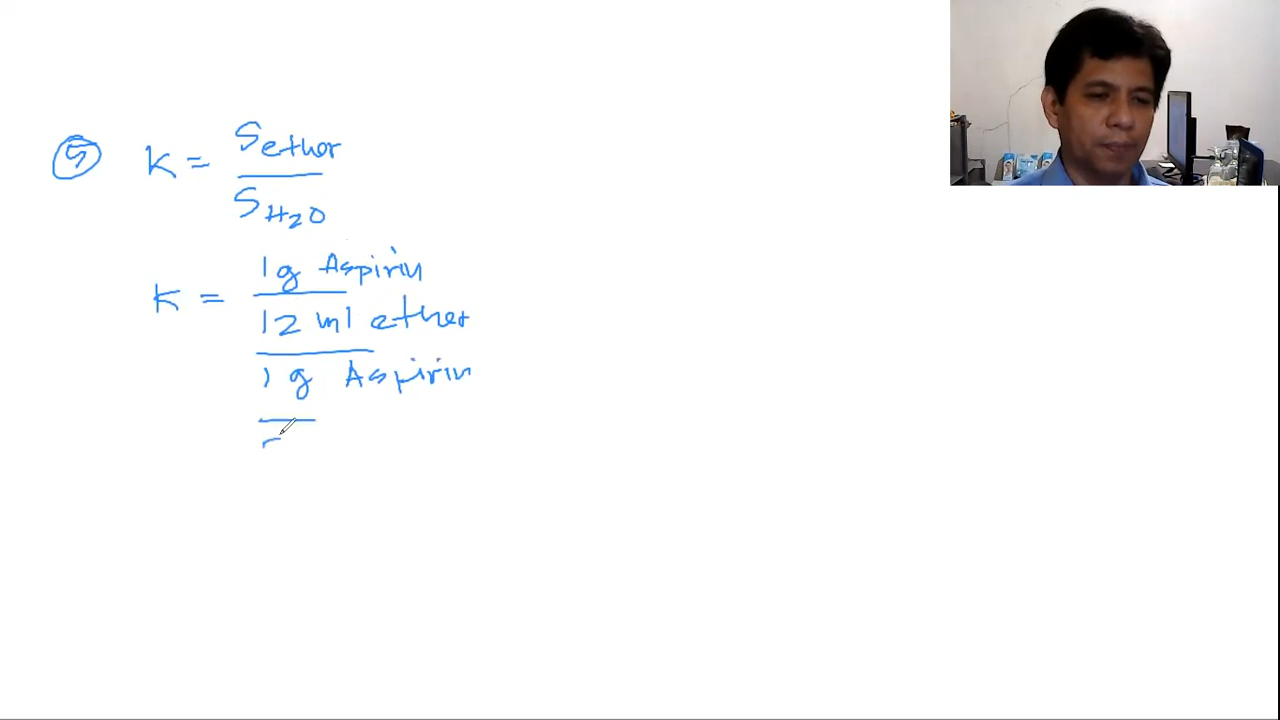 5 K = S ether
S H2O
K = 1g Aspirin
12 ml ether
1 g Aspirin